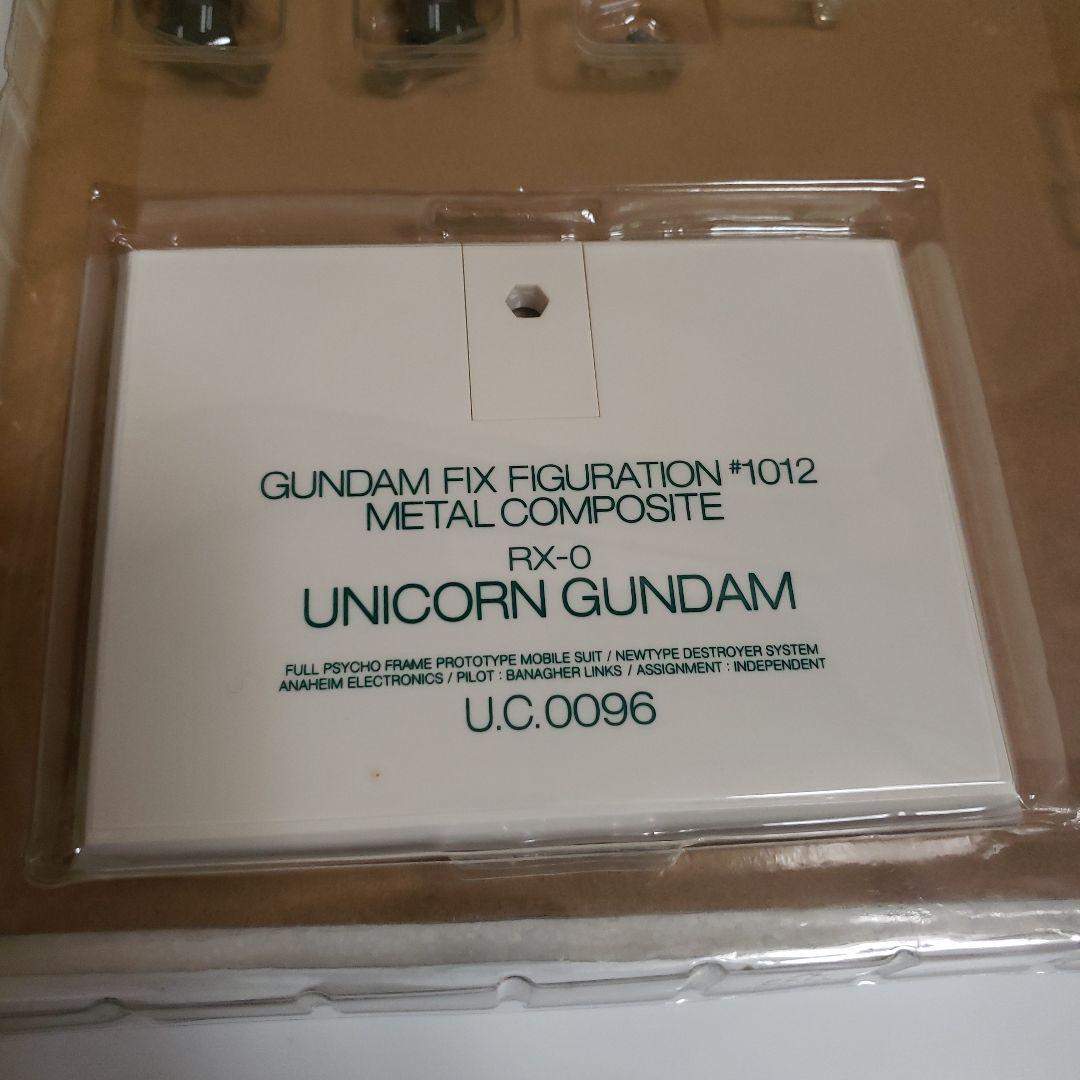 GUNDAM FIX FIGURATION #1012
METAL COMPOSITE
RX-0
UNICORN GUNDAM
FULL PSYCHO FRAME PROTOTYPE MOBILE SUIT / NEWTYPE DESTROYER SYSTEM
ANAHEIM ELECTRONICS / PILOT : BANAGHER LINKS / ASSIGNMENT : INDEPENDENT
U.C.0096